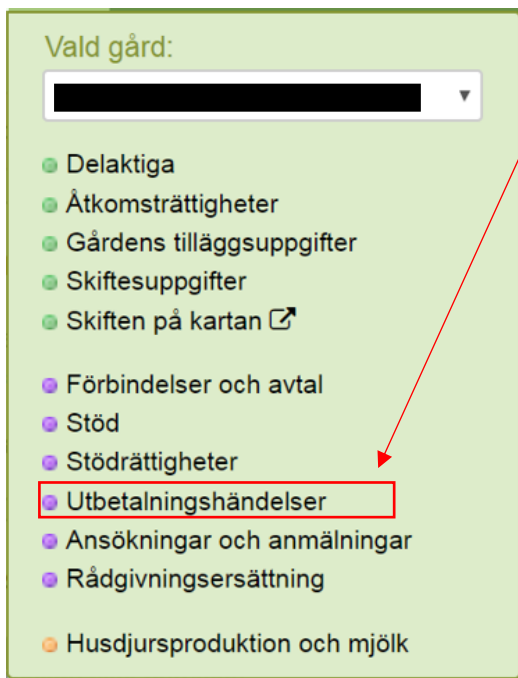 Vald gård:
Delaktiga
Åtkomsträttigheter
Gårdens tilläggsuppgifter
Skiftesuppgifter
Skiften på kartan
Förbindelser och avtal
Stöd
Stödrättigheter
Utbetalningshändelser
Ansökningar och anmälningar
Rådgivningsersättning
Husdjursproduktion och mjölk